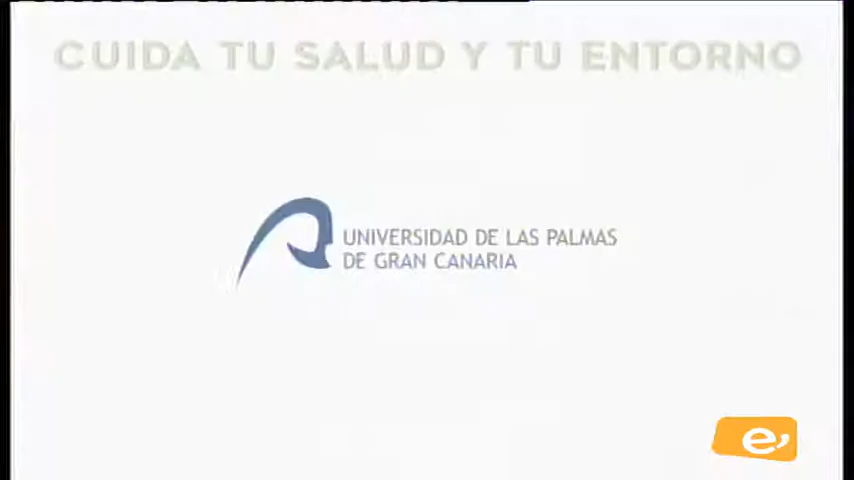 CUIDA TU SALUD Y TU ENTORNO
UNIVERSIDAD DE LAS PALMAS
DE GRAN CANARIA
e